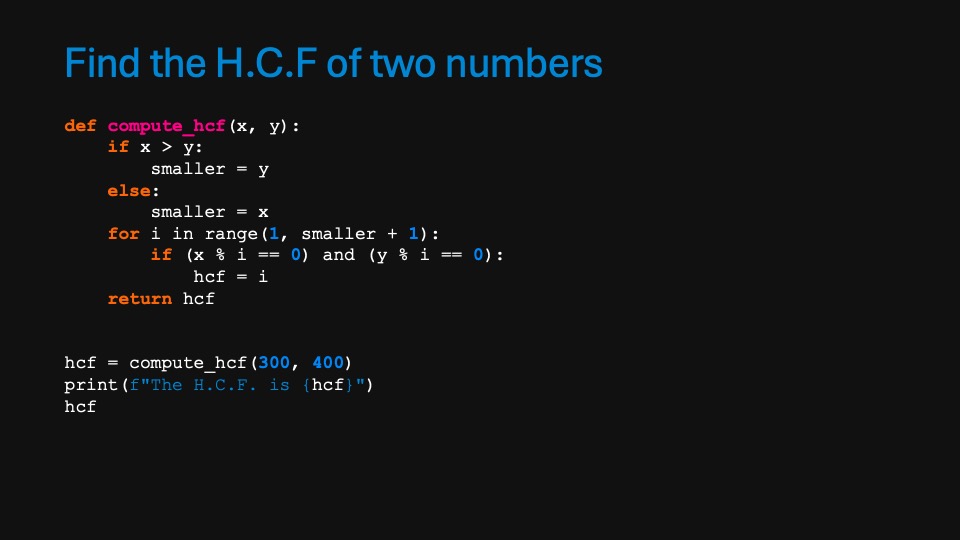 Find the H.C.F of two numbers
def compute_hcf(x, y):
    if x > y:
        smaller = y
    else:
        smaller = x
    for i in range(1, smaller + 1):
        if (x % i == 0) and (y % i == 0):
            hcf = i
    return hcf
hcf = compute_hcf(300, 400)
print(f"The H.C.F. is {hcf}")
hcf